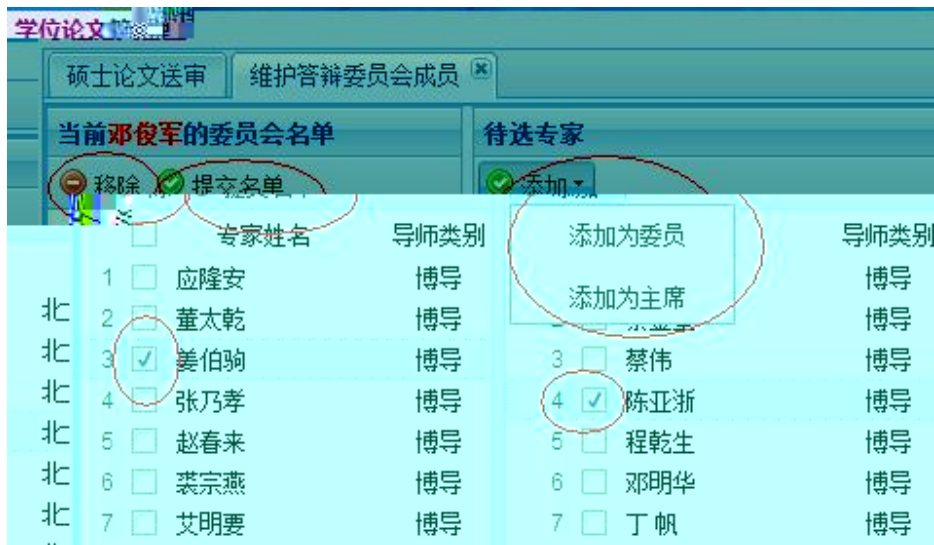 学位论文
硕士论文送审 维护答辩委员会成员
当前邓俊军的委员会名单 待选专家
移除 提交名单 添加
专家姓名 导师类别 添加为委员 导师类别
1 应隆安 博导 博导
添加为主席
北 2 董太乾 博导 博导
北 3 姜伯驹 博导 3 蔡伟 博导
北 4 张乃孝 博导 4 陈亚浙 博导
北 5 赵春来 博导 5 程乾生 博导
北 6 裘宗燕 博导 6 邓明华 博导
北 7 艾明要 博导 7 丁帆 博导